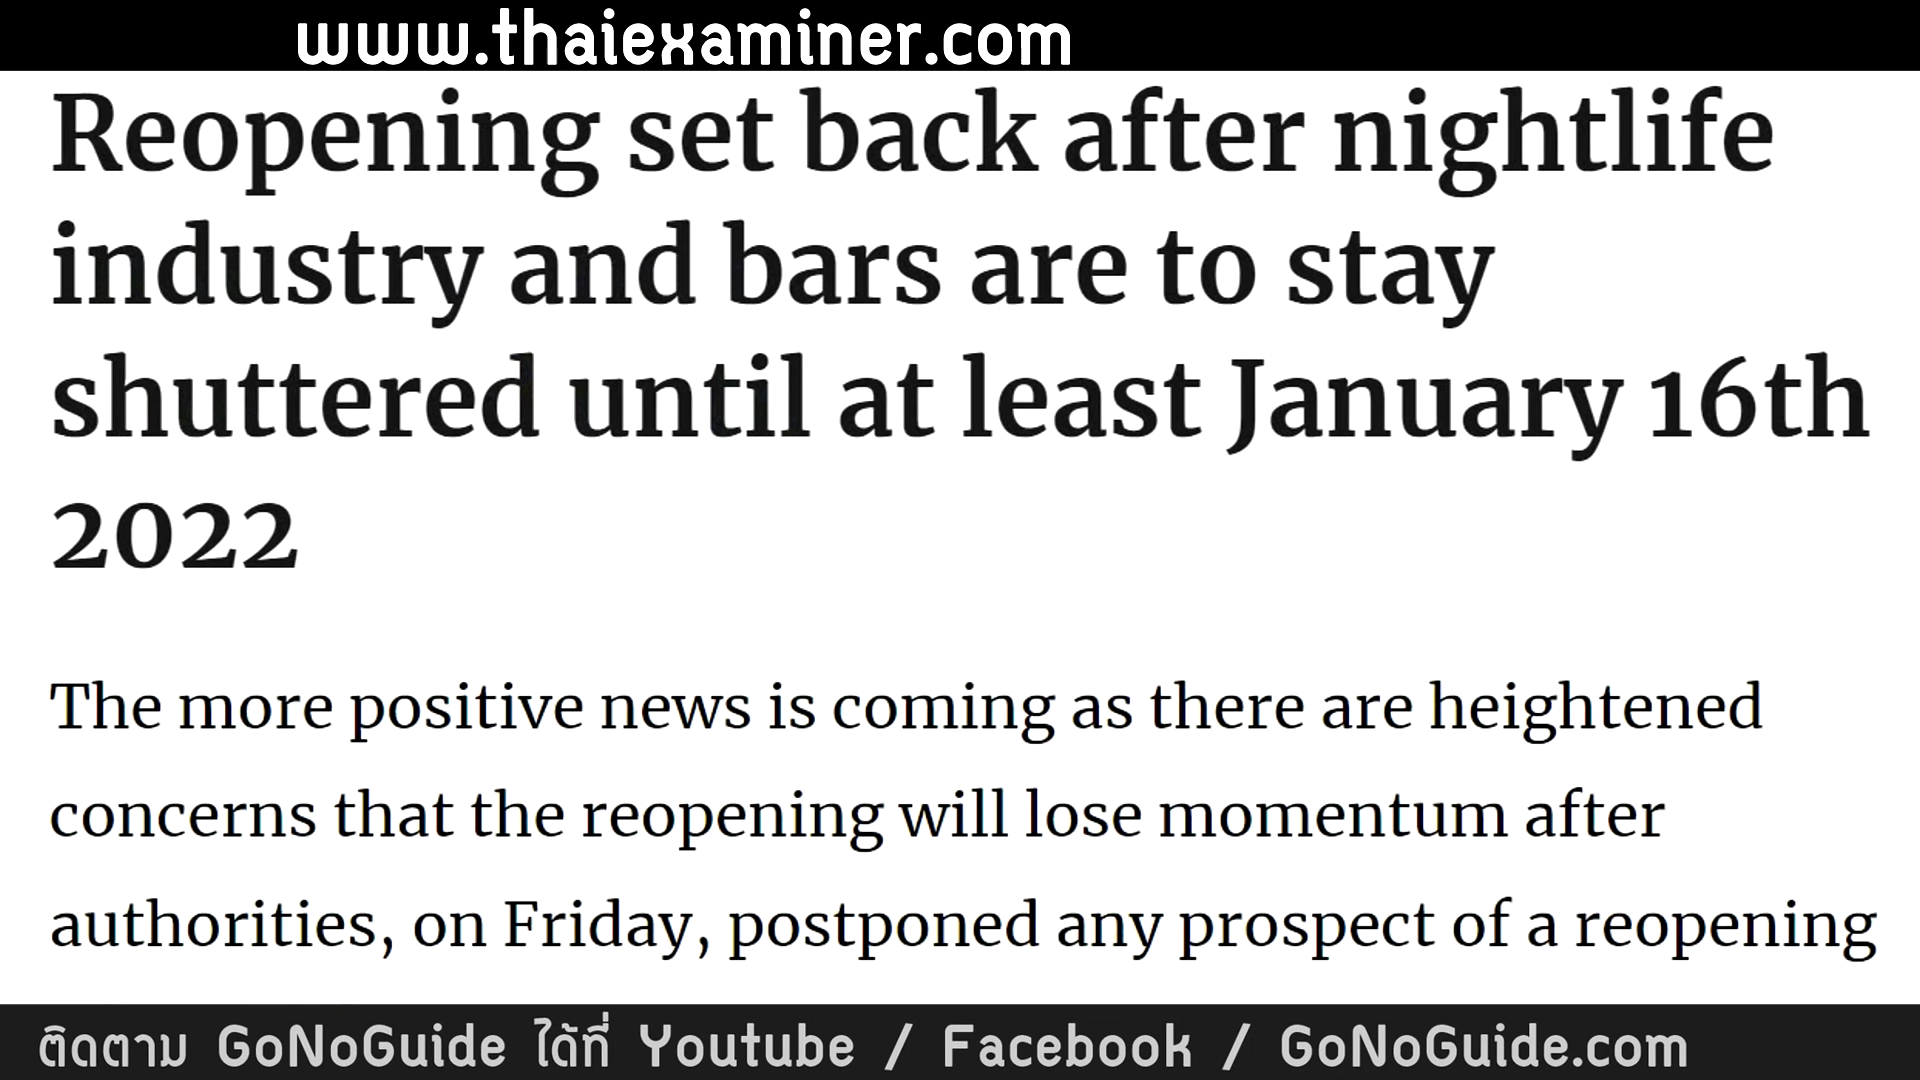 www.thaiexaminer.com
Reopening set back after nightlife
industry and bars are to stay
shuttered until at least January 16th
2022
The more positive news is coming as there are heightened
concerns that the reopening will lose momentum after
authorities, on Friday, postponed any prospect of a reopening
ติดตาม GoNoGuide ได้ที่ Youtube / Facebook / GoNoGuide.com